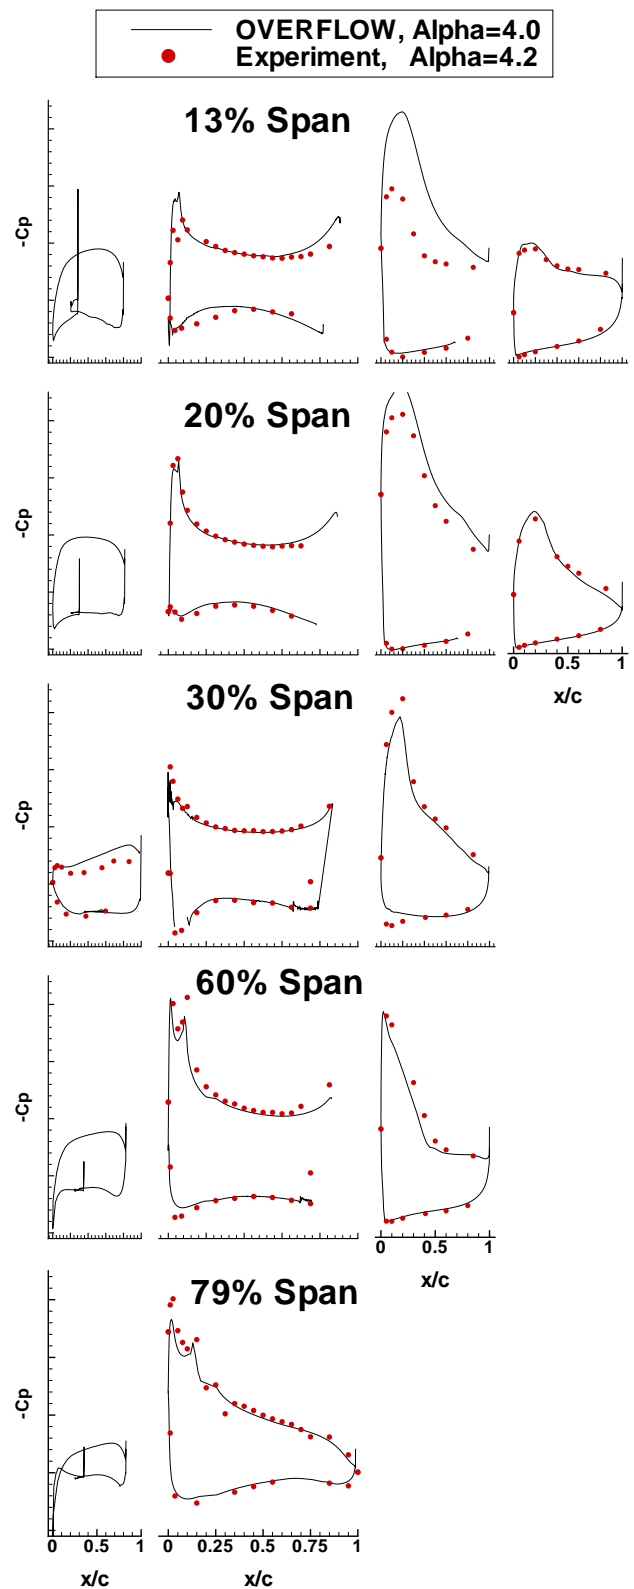 OVERFLOW, Alpha=4.0
Experiment, Alpha=4.2
13% Span
-Cp
20% Span
-Cp
0 0.5 1
x/c
30% Span
-Cp
60% Span
-Cp
0 0.5 1
x/c
79% Span
-Cp
0 0.5 1
0 0.25 0.5 0.75 1
x/c
x/c